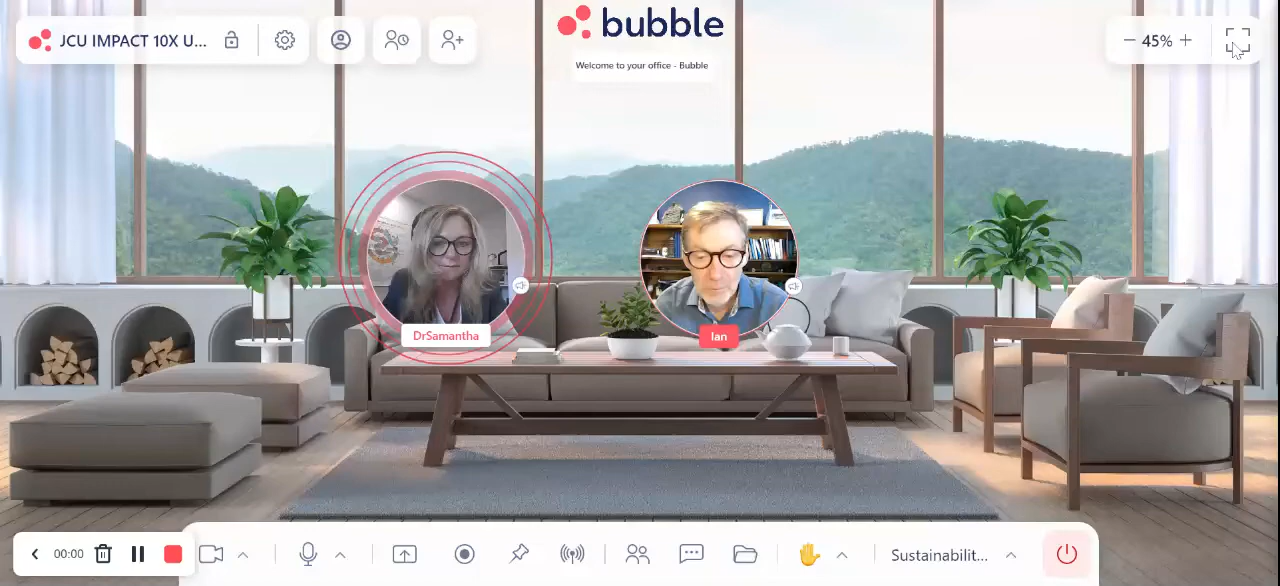 JCU IMPACT 10X U...
bubble
45%
Welcome to your office - Bubble
DrSamantha
Ian
00:00
Sustainabilit...